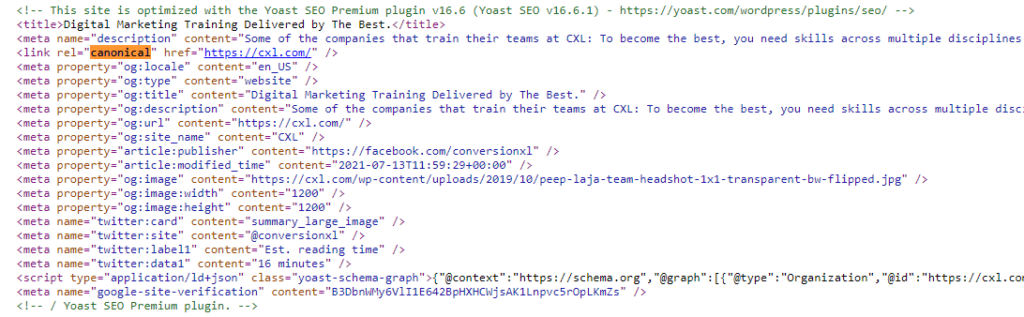 <!-- This site is optimized with the Yoast SEO Premium plugin v16.6 (Yoast SEO v16.6.1) - https://yoast.com/wordpress/plugins/seo/ -->
<title>Digital Marketing Training Delivered by The Best.</title>
<meta name="description" content="Some of the companies that train their teams at CXL: To become the best, you need skills across multiple disciplines
<link rel="canonical" href="https://cxl.com/" />
<meta property="og:locale" content="en_US" />
<meta property="og:type" content="website" />
<meta property="og:title" content="Digital Marketing Training Delivered by The Best." />
<meta property="og:description" content="Some of the companies that train their teams at CXL: To become the best, you need skills across multiple disci
<meta property="og:url" content="https://cxl.com/" />
<meta property="og:site_name" content="CXL" />
<meta property="article:publisher" content="https://facebook.com/conversionxl" />
<meta property="article:modified_time" content="2021-07-13T11:59:29+00:00" />
<meta property="og:image" content="https://cxl.com/wp-content/uploads/2019/10/peep-laja-team-headshot-1x1-transparent-bw-flipped.jpg" />
<meta property="og:image:width" content="1200" />
<meta property="og:image:height" content="1200" />
<meta name="twitter:card" content="summary_large_image" />
<meta name="twitter:site" content="@conversionxl" />
<meta name="twitter:label1" content="Est. reading time" />
<meta name="twitter:data1" content="16 minutes" />
<script type="application/ld+json" class="yoast-schema-graph">{"@context":"https://schema.org","@graph":[{"@type":"Organization","@id":"https://cxl.com
<meta name="google-site-verification" content="B3DbnWMy6VlI1E642BpHXHCWjsAK1Lnpvc5rOpLKmZs" />
<!-- / Yoast SEO Premium plugin. -->